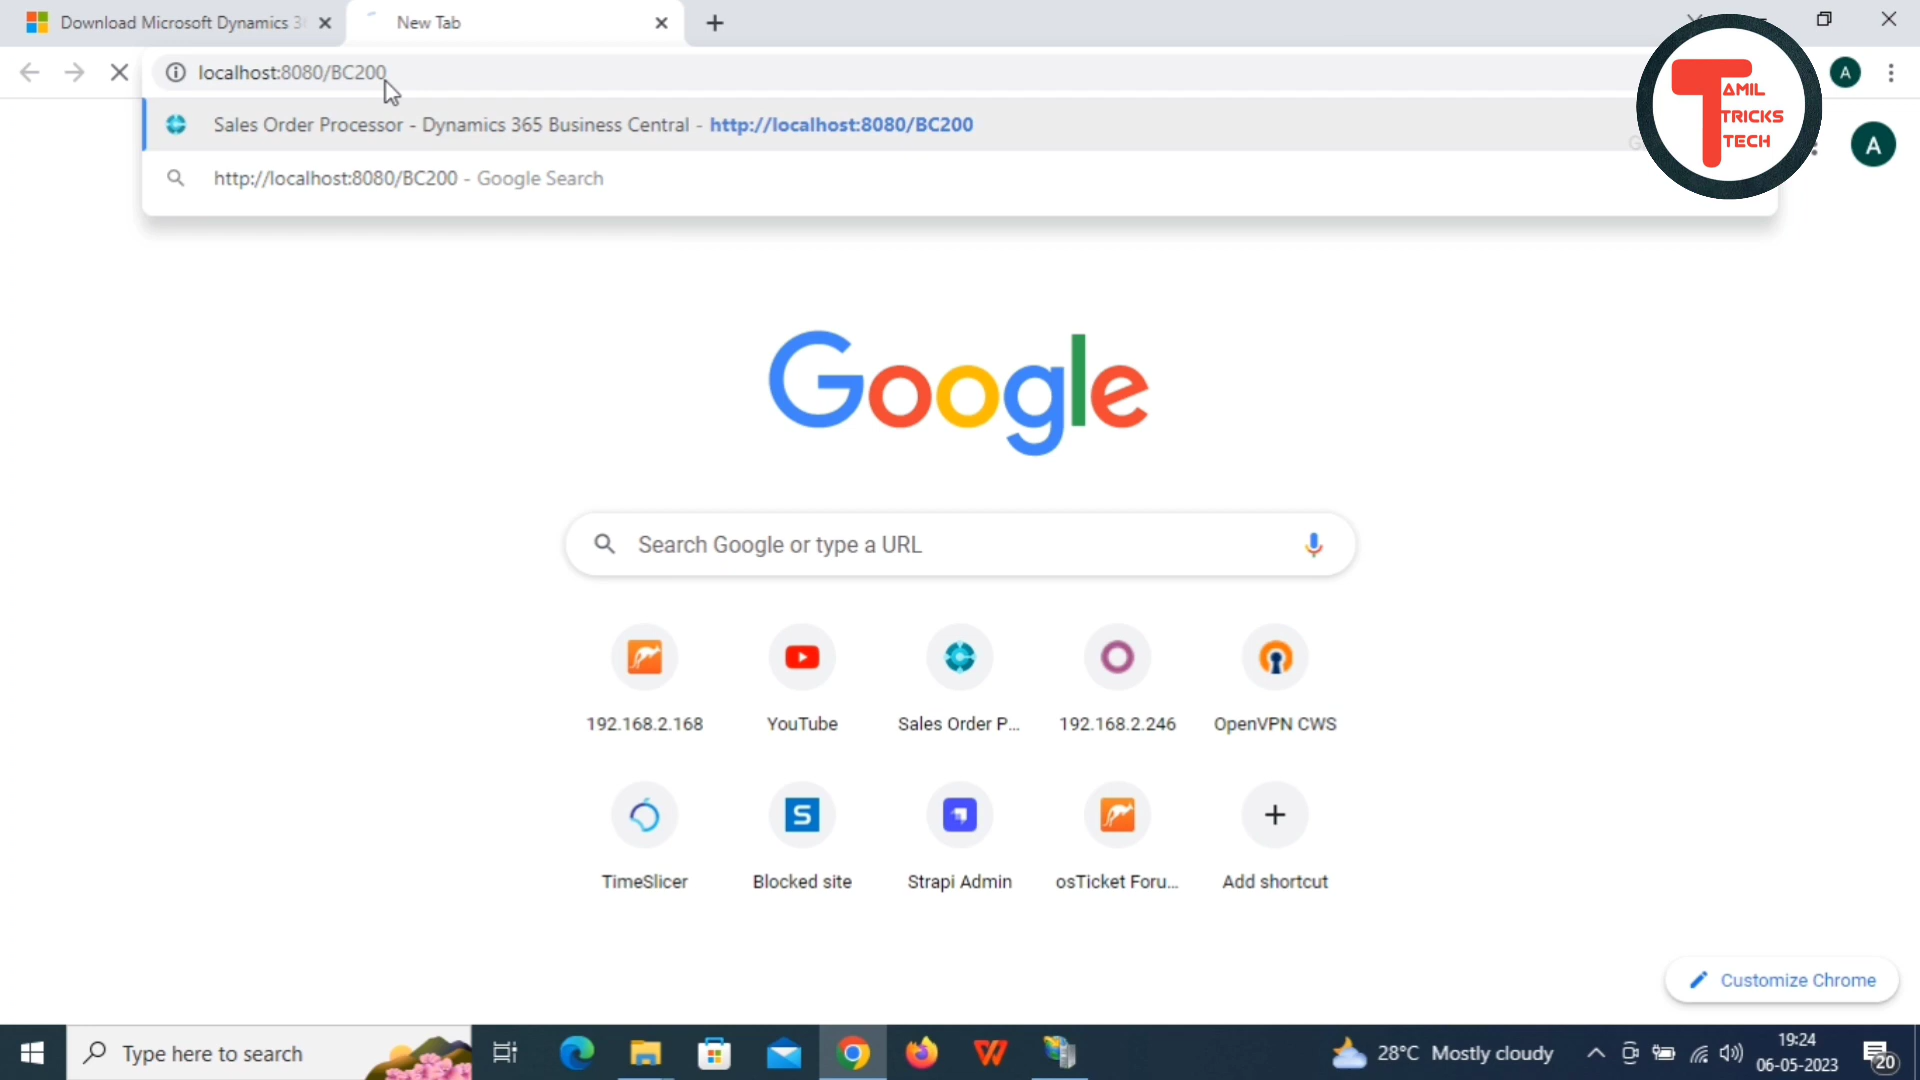 Download Microsoft Dynamics 3
New Tab
localhost:8080/BC200
A
Sales Order Processor - Dynamics 365 Business Central - http://localhost:8080/BC200
http://localhost:8080/BC200 - Google Search
TAMIL
TRICKS
TECH
A
Google
Search Google or type a URL
192.168.2.168
YouTube
Sales Order P...
192.168.2.246
OpenVPN CWS
TimeSlicer
Blocked site
Strapi Admin
osTicket Foru...
Add shortcut
Customize Chrome
Type here to search
28°C Mostly cloudy
19:24
06-05-2023
20